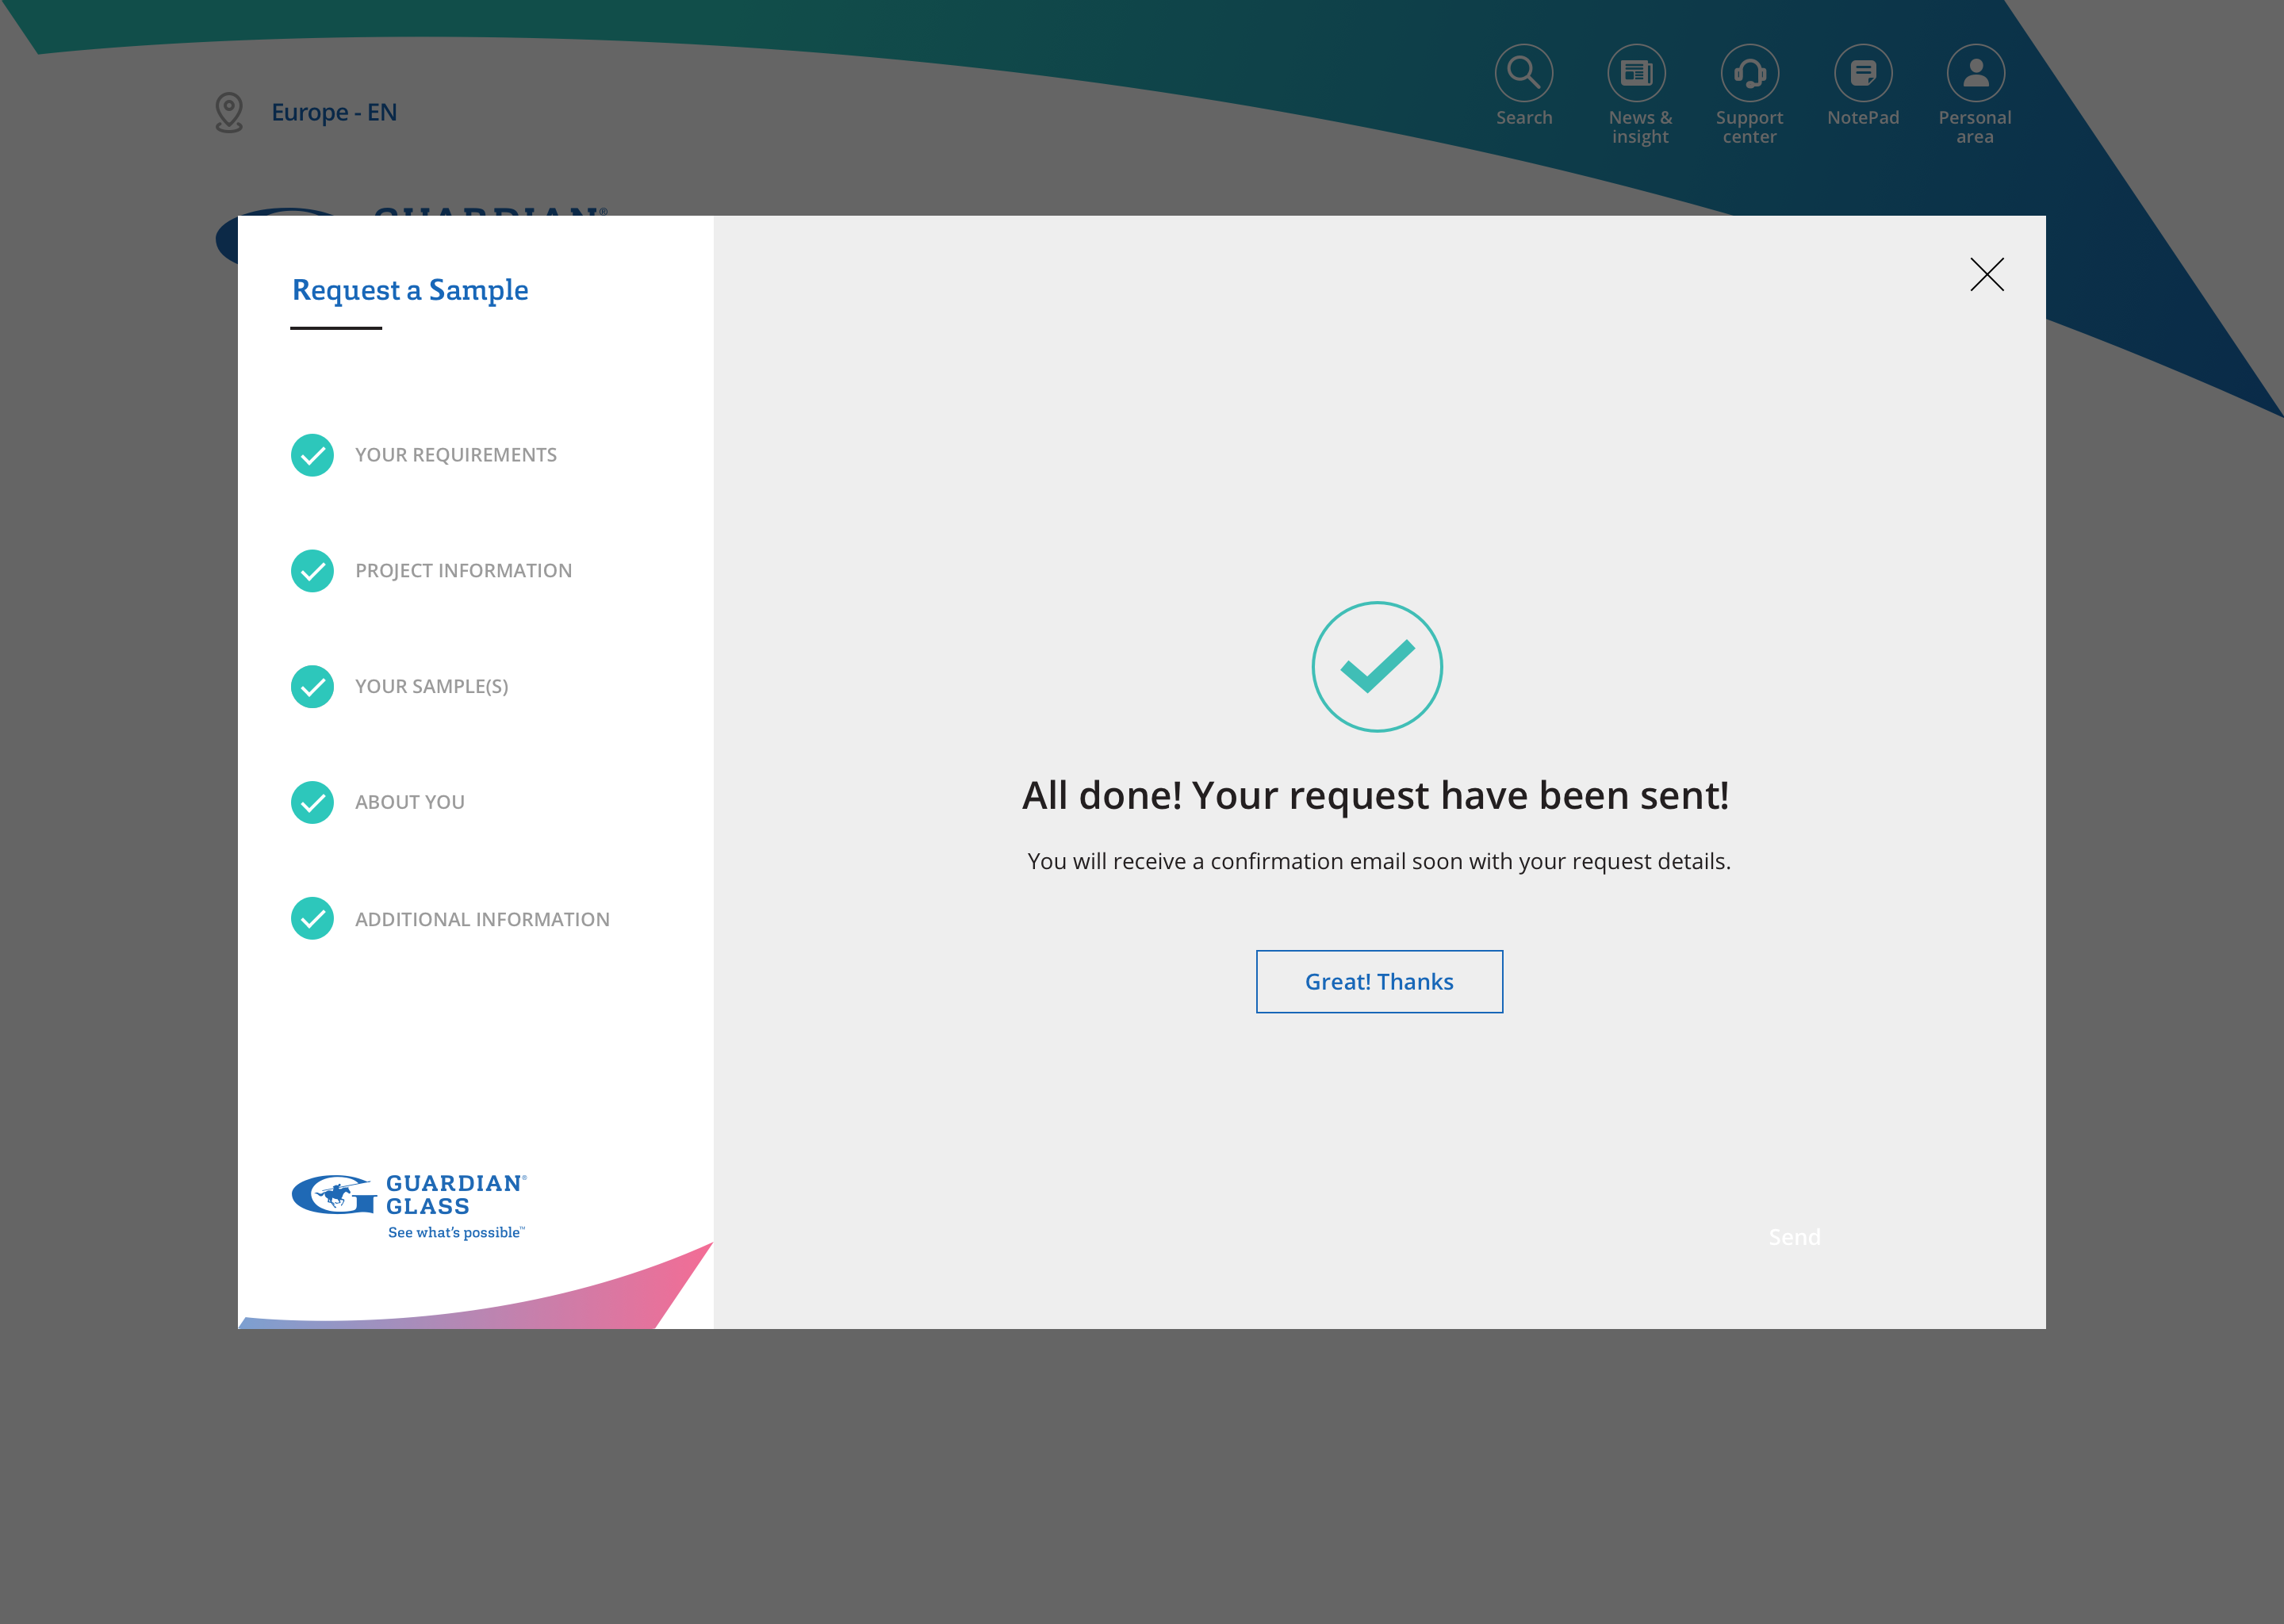 Europe - EN
Search
News &
insight
Support
center
NotePad
Personal
area
GUARDIAN®
Request a Sample
YOUR REQUIREMENTS
PROJECT INFORMATION
YOUR SAMPLE(S)
ABOUT YOU
ADDITIONAL INFORMATION
All done! Your request have been sent!
You will receive a confirmation email soon with your request details.
Great! Thanks
Send
GUARDIAN®
GLASS
See what's possible™